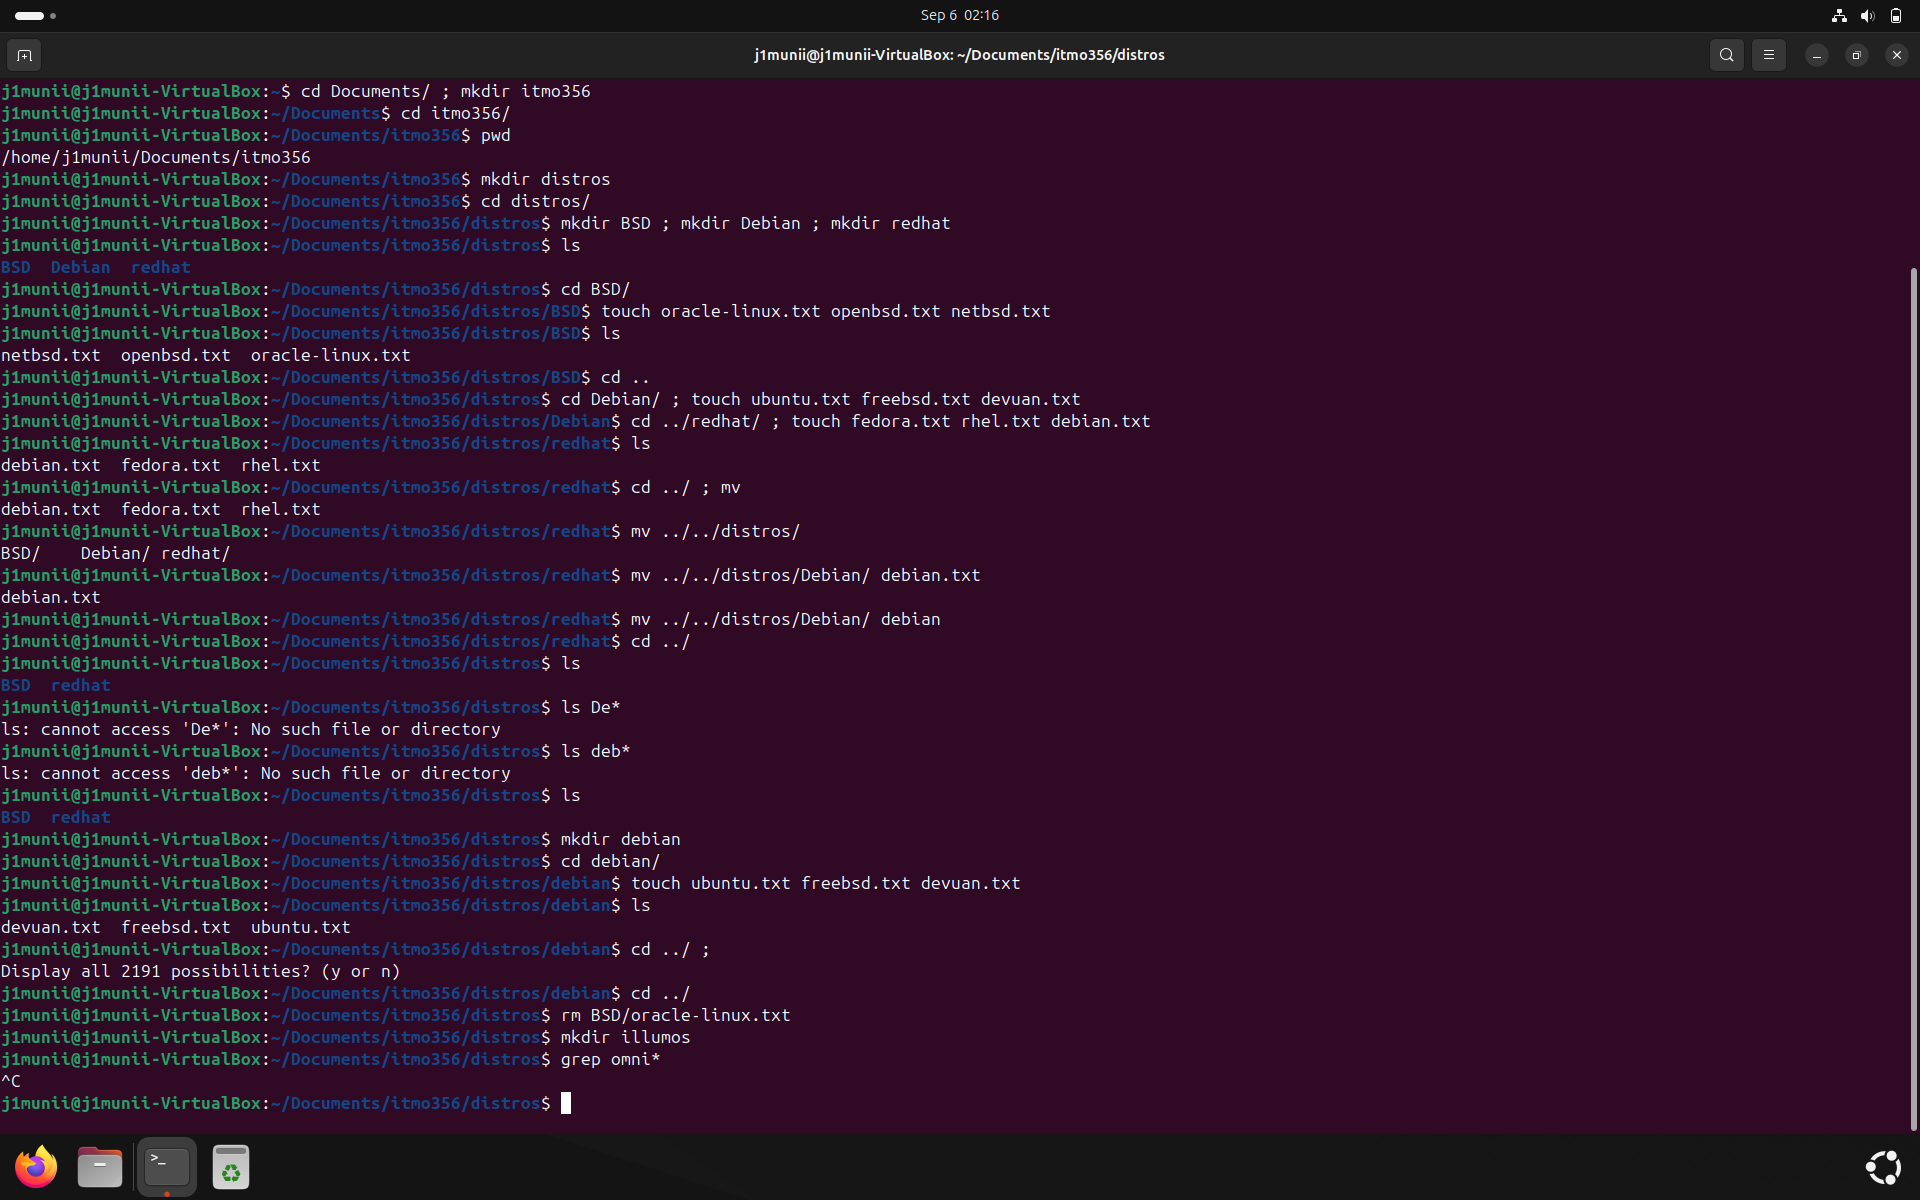 Sep 6 02:16
j1munii@j1munii-VirtualBox: ~/Documents/itmo356/distros
j1munii@j1munii-VirtualBox:~$ cd Documents/ ; mkdir itmo356
j1munii@j1munii-VirtualBox:~/Documents$ cd itmo356/
j1munii@j1munii-VirtualBox:~/Documents/itmo356$ pwd
/home/j1munii/Documents/itmo356
j1munii@j1munii-VirtualBox:~/Documents/itmo356$ mkdir distros
j1munii@j1munii-VirtualBox:~/Documents/itmo356$ cd distros/
j1munii@j1munii-VirtualBox:~/Documents/itmo356/distros$ mkdir BSD ; mkdir Debian ; mkdir redhat
j1munii@j1munii-VirtualBox:~/Documents/itmo356/distros$ ls
BSD  Debian  redhat
j1munii@j1munii-VirtualBox:~/Documents/itmo356/distros$ cd BSD/
j1munii@j1munii-VirtualBox:~/Documents/itmo356/distros/BSD$ touch oracle-linux.txt openbsd.txt netbsd.txt
j1munii@j1munii-VirtualBox:~/Documents/itmo356/distros/BSD$ ls
netbsd.txt  openbsd.txt  oracle-linux.txt
j1munii@j1munii-VirtualBox:~/Documents/itmo356/distros/BSD$ cd ..
j1munii@j1munii-VirtualBox:~/Documents/itmo356/distros$ cd Debian/ ; touch ubuntu.txt freebsd.txt devuan.txt
j1munii@j1munii-VirtualBox:~/Documents/itmo356/distros/Debian$ cd ../redhat/ ; touch fedora.txt rhel.txt debian.txt
j1munii@j1munii-VirtualBox:~/Documents/itmo356/distros/redhat$ ls
debian.txt  fedora.txt  rhel.txt
j1munii@j1munii-VirtualBox:~/Documents/itmo356/distros/redhat$ cd ../ ; mv
debian.txt  fedora.txt  rhel.txt
j1munii@j1munii-VirtualBox:~/Documents/itmo356/distros/redhat$ mv ../../distros/
BSD/    Debian/ redhat/
j1munii@j1munii-VirtualBox:~/Documents/itmo356/distros/redhat$ mv ../../distros/Debian/ debian.txt
debian.txt
j1munii@j1munii-VirtualBox:~/Documents/itmo356/distros/redhat$ mv ../../distros/Debian/ debian
j1munii@j1munii-VirtualBox:~/Documents/itmo356/distros/redhat$ cd ../
j1munii@j1munii-VirtualBox:~/Documents/itmo356/distros$ ls
BSD  redhat
j1munii@j1munii-VirtualBox:~/Documents/itmo356/distros$ ls De*
ls: cannot access 'De*': No such file or directory
j1munii@j1munii-VirtualBox:~/Documents/itmo356/distros$ ls deb*
ls: cannot access 'deb*': No such file or directory
j1munii@j1munii-VirtualBox:~/Documents/itmo356/distros$ ls
BSD  redhat
j1munii@j1munii-VirtualBox:~/Documents/itmo356/distros$ mkdir debian
j1munii@j1munii-VirtualBox:~/Documents/itmo356/distros$ cd debian/
j1munii@j1munii-VirtualBox:~/Documents/itmo356/distros/debian$ touch ubuntu.txt freebsd.txt devuan.txt
j1munii@j1munii-VirtualBox:~/Documents/itmo356/distros/debian$ ls
devuan.txt  freebsd.txt  ubuntu.txt
j1munii@j1munii-VirtualBox:~/Documents/itmo356/distros/debian$ cd ../ ;
Display all 2191 possibilities? (y or n)
j1munii@j1munii-VirtualBox:~/Documents/itmo356/distros/debian$ cd ../
j1munii@j1munii-VirtualBox:~/Documents/itmo356/distros$ rm BSD/oracle-linux.txt
j1munii@j1munii-VirtualBox:~/Documents/itmo356/distros$ mkdir illumos
j1munii@j1munii-VirtualBox:~/Documents/itmo356/distros$ grep omni*
^C
j1munii@j1munii-VirtualBox:~/Documents/itmo356/distros$
>_